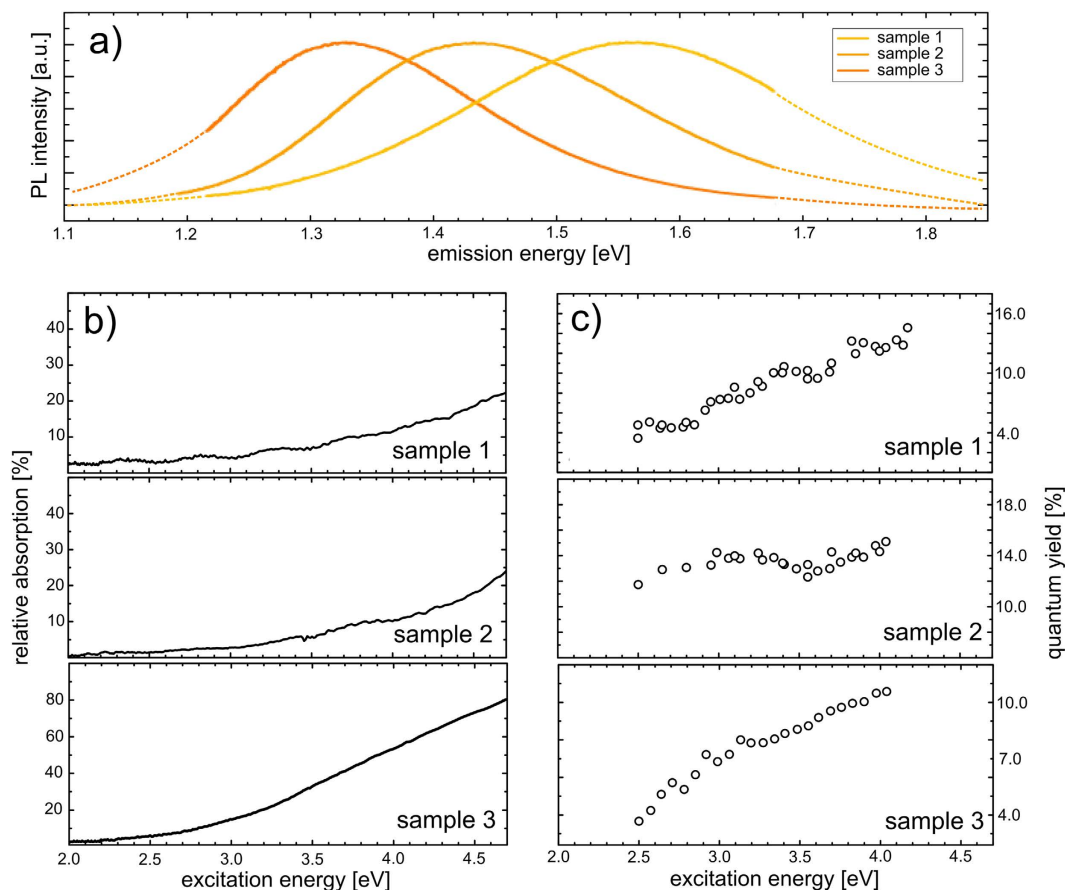 a)
PL intensity [a.u.]
sample 1
sample 2
sample 3
1.1 1.2 1.3 1.4 1.5 1.6 1.7 1.8
emission energy [eV]
b)
relative absorption [%]
40
30
20
10
sample 1
40
30
20
10
sample 2
80
60
40
20
sample 3
2.0 2.5 3.0 3.5 4.0 4.5
excitation energy [eV]
c)
16.0
10.0
4.0
sample 1
18.0
14.0
10.0
sample 2
quantum yield [%]
10.0
7.0
4.0
sample 3
2.0 2.5 3.0 3.5 4.0 4.5
excitation energy [eV]